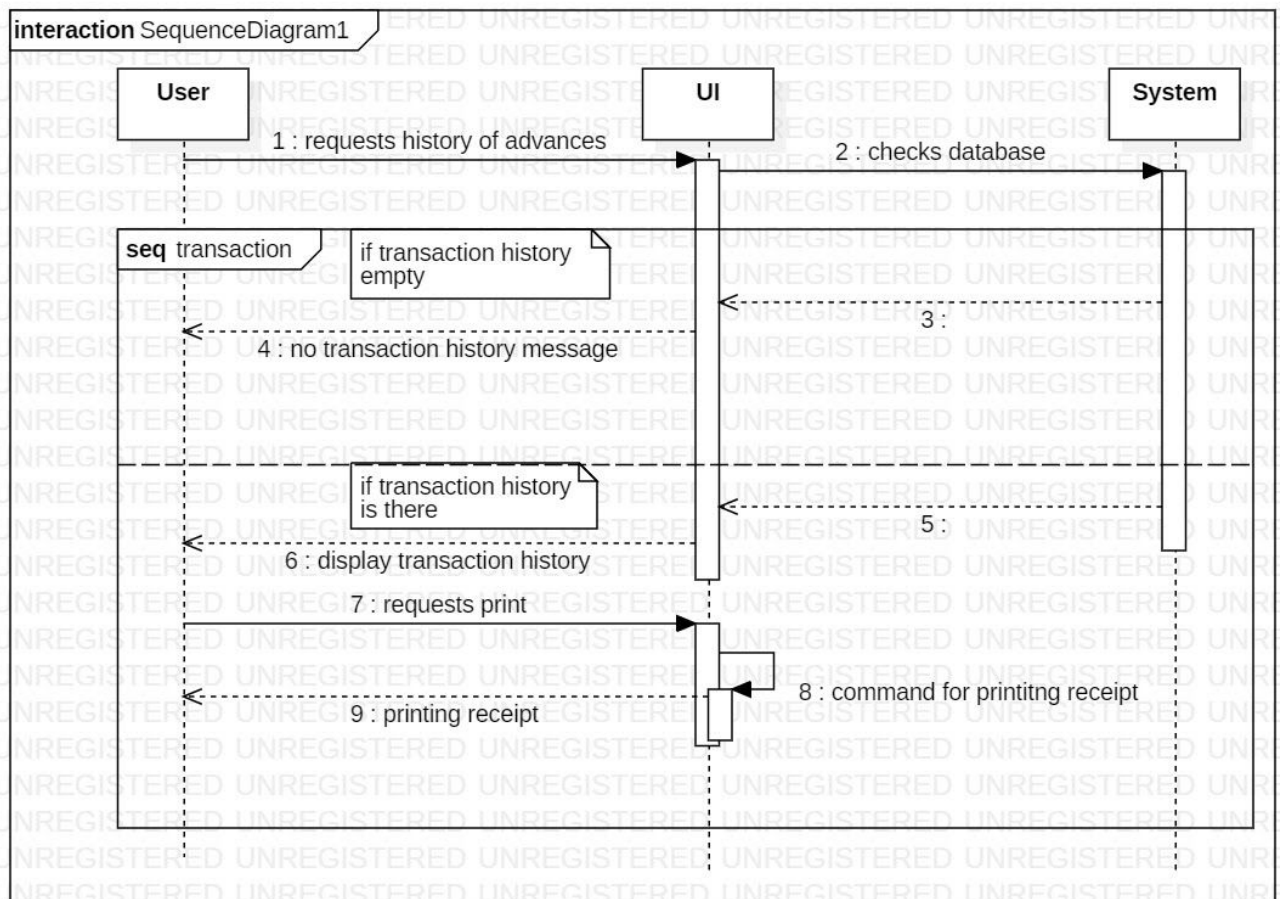 interaction SequenceDiagram1
User
UI
System
1 : requests history of advances
2 : checks database
seq transaction
if transaction history
empty
3 :
4 : no transaction history message
if transaction history
is there
5 :
6 : display transaction history
7 : requests print
8 : command for printitng receipt
9 : printing receipt
UNREGISTERED